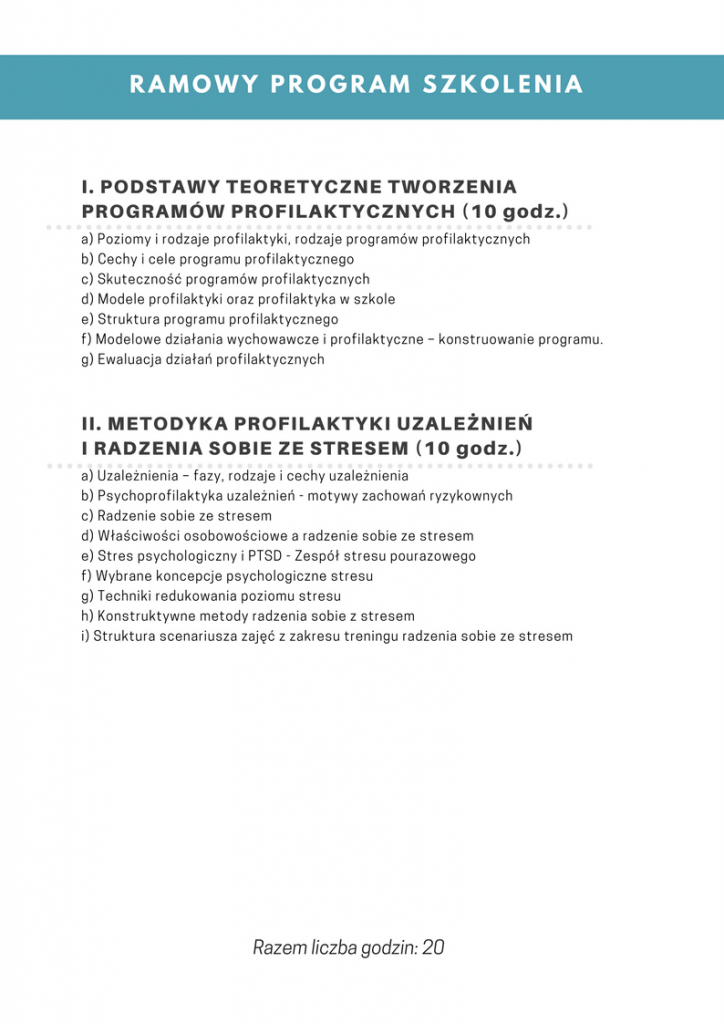 RAMOWY PROGRAM SZKOLENIA
I. PODSTAWY TEORETYCZNE TWORZENIA
PROGRAMÓW PROFILAKTYCZNYCH (10 godz.)
a) Poziomy i rodzaje profilaktyki, rodzaje programów profilaktycznych
b) Cechy i cele programu profilaktycznego
c) Skuteczność programów profilaktycznych
d) Modele profilaktyki oraz profilaktyka w szkole
e) Struktura programu profilaktycznego
f) Modelowe działania wychowawcze i profilaktyczne – konstruowanie programu.
g) Ewaluacja działań profilaktycznych
II. METODYKA PROFILAKTYKI UZALEŻNIEŃ
I RADZENIA SOBIE ZE STRESEM (10 godz.)
a) Uzależnienia – fazy, rodzaje i cechy uzależnienia
b) Psychoprofilaktyka uzależnień - motywy zachowań ryzykownych
c) Radzenie sobie ze stresem
d) Właściwości osobowościowe a radzenie sobie ze stresem
e) Stres psychologiczny i PTSD - Zespół stresu pourazowego
f) Wybrane koncepcje psychologiczne stresu
g) Techniki redukowania poziomu stresu
h) Konstruktywne metody radzenia sobie z stresem
i) Struktura scenariusza zajęć z zakresu treningu radzenia sobie ze stresem
Razem liczba godzin: 20